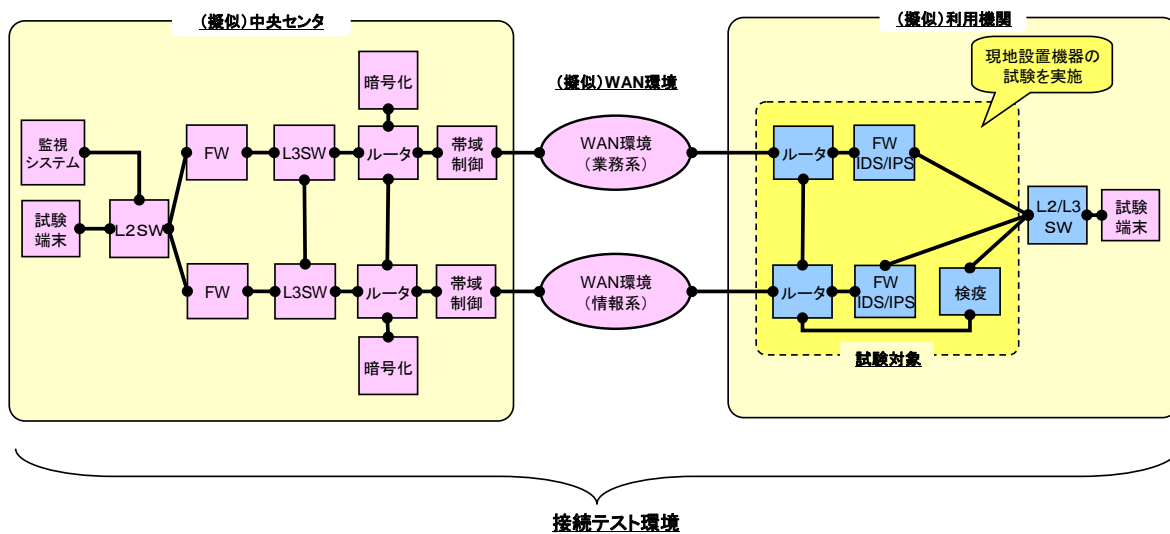 (擬似)中央センタ
(擬似)利用機関
(擬似)WAN環境
現地設置機器の
試験を実施
暗号化
監視
システム
FW
L3SW
ルータ
帯域
制御
WAN環境
(業務系)
ルータ
FW
IDS/IPS
試験
端末
L2SW
L2/L3
SW
試験
端末
FW
L3SW
ルータ
帯域
制御
WAN環境
(情報系)
ルータ
FW
IDS/IPS
検疫
暗号化
試験対象
接続テスト環境